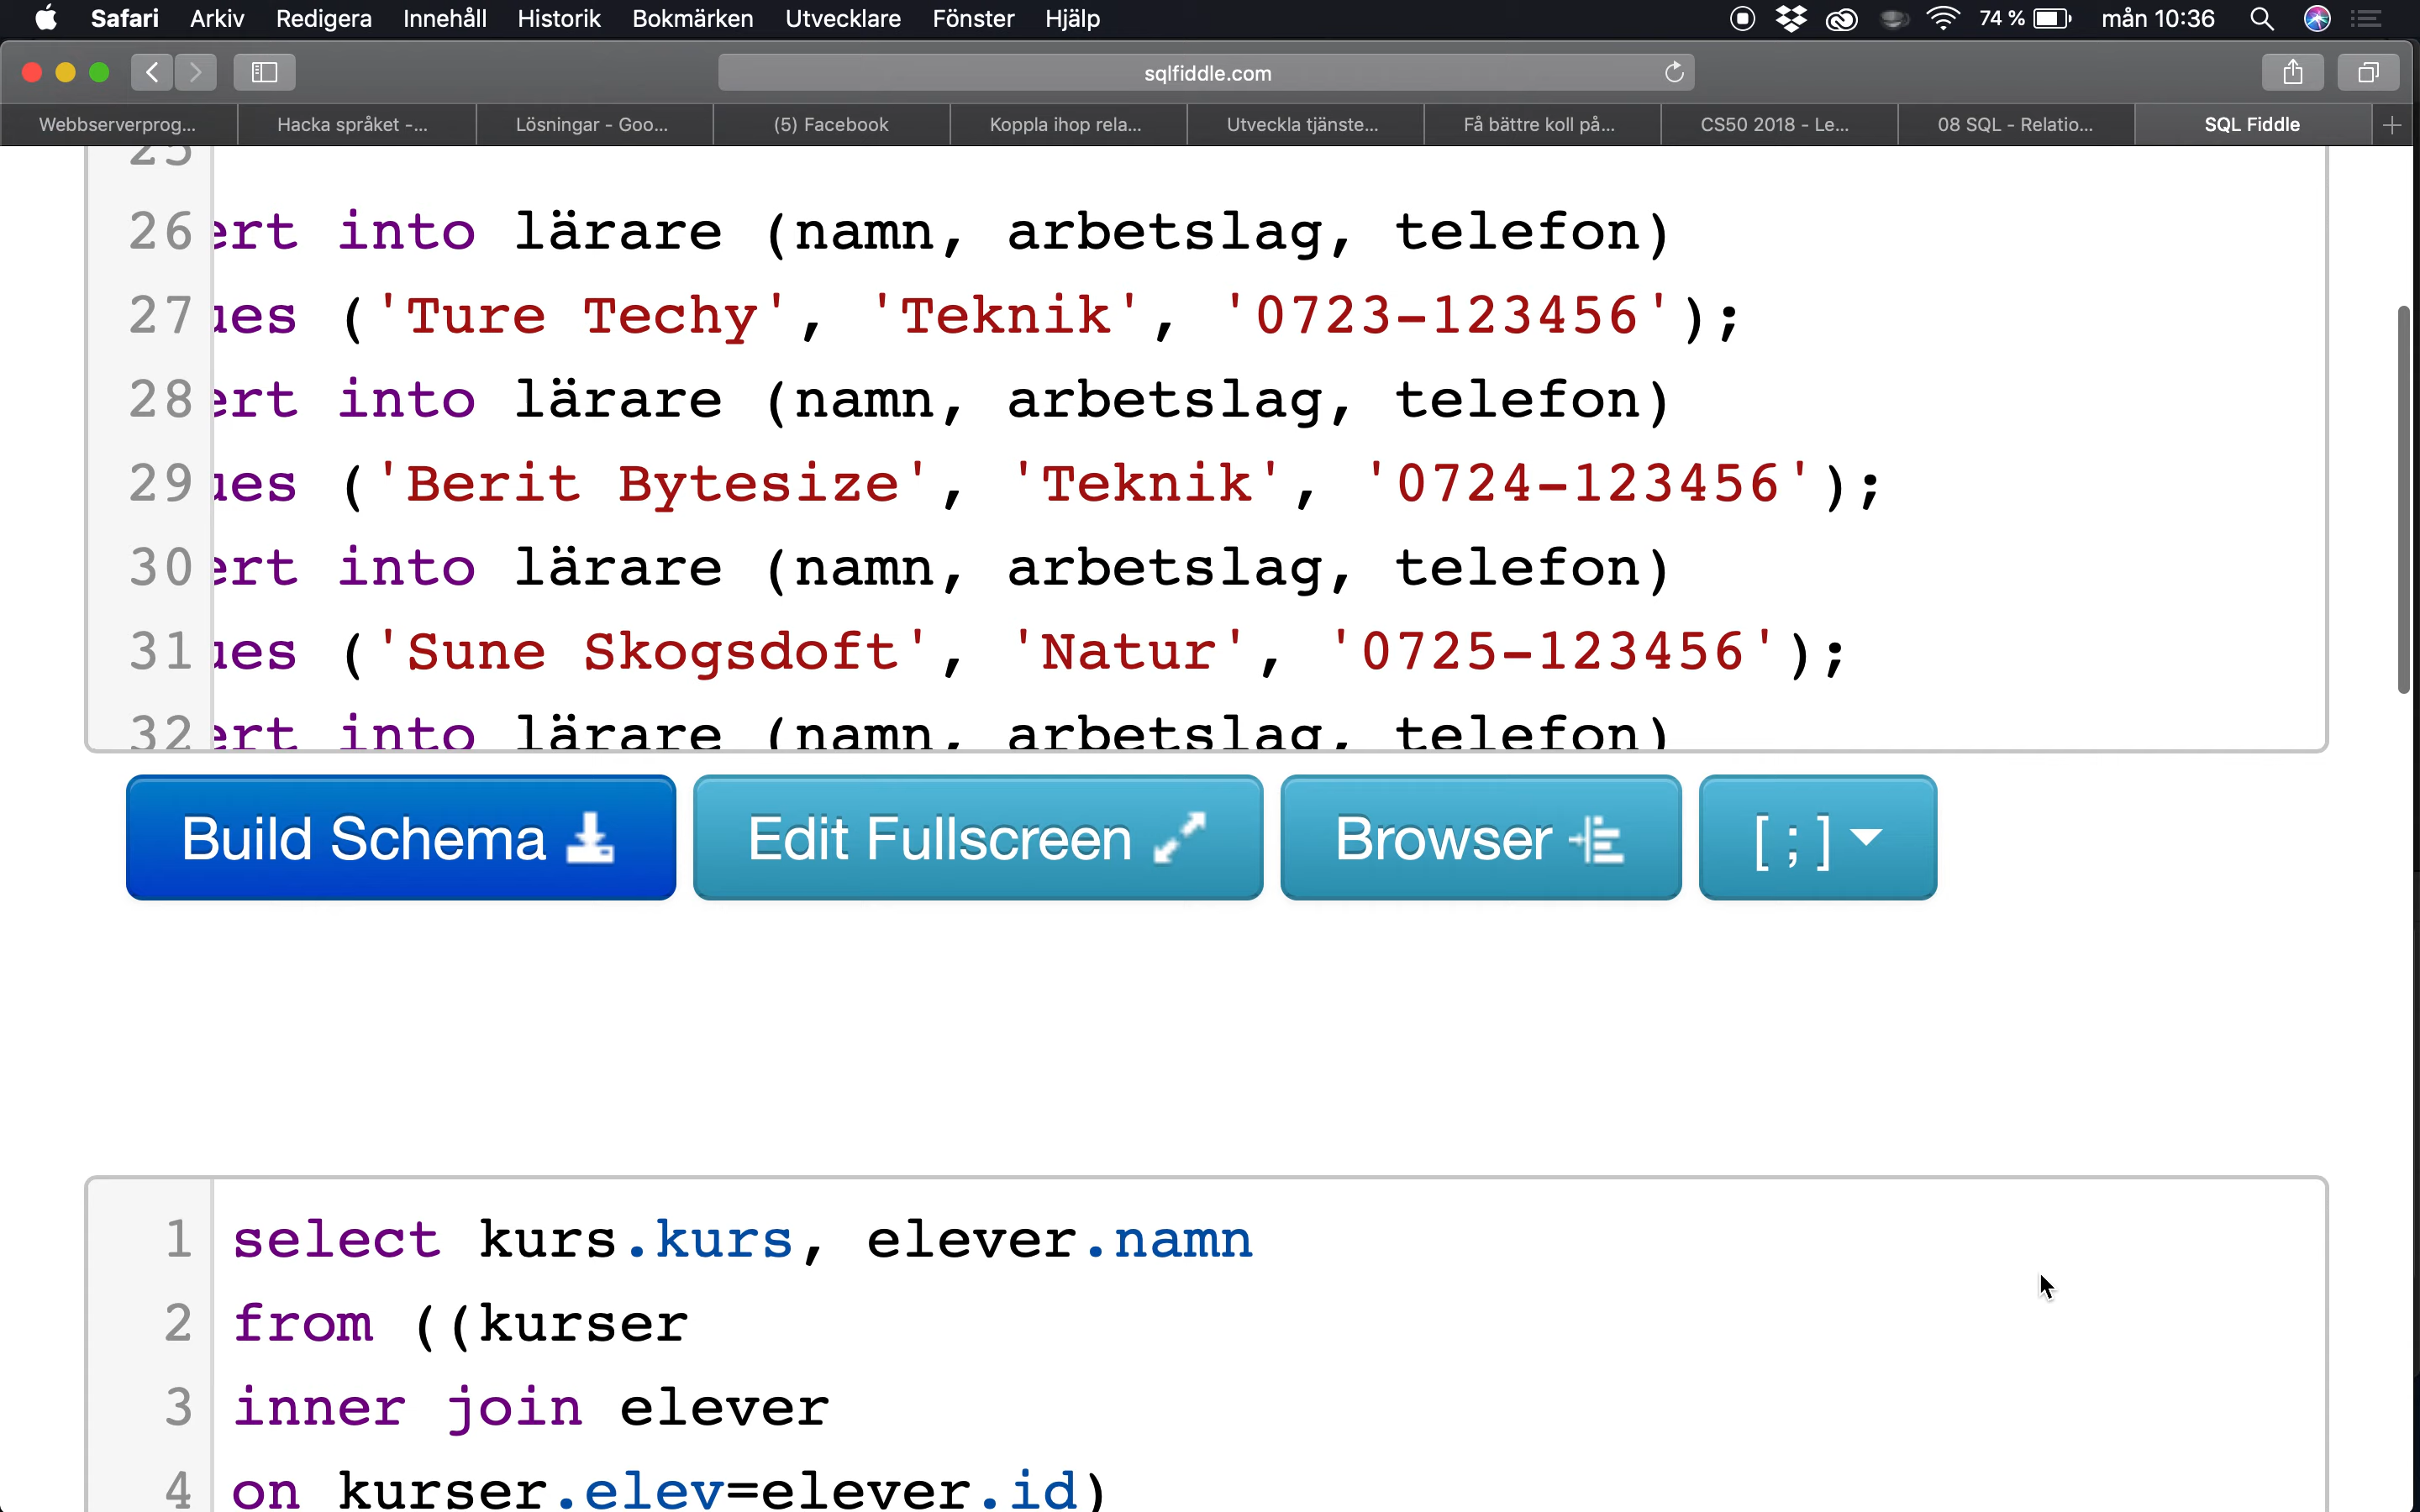 Safari Arkiv Redigera Innehåll Historik Bokmärken Utvecklare Fönster Hjälp 74 % mån 10:36
sqlfiddle.com
Webbserverprog... Hacka språket -... Lösningar - Goo... (5) Facebook Koppla ihop rela... Utveckla tjänste... Få bättre koll på... CS50 2018 - Le... 08 SQL - Relatio... SQL Fiddle
25
26 ert into lärare (namn, arbetslag, telefon)
27 ues ('Ture Techy', 'Teknik', '0723-123456');
28 ert into lärare (namn, arbetslag, telefon)
29 ues ('Berit Bytesize', 'Teknik', '0724-123456');
30 ert into lärare (namn, arbetslag, telefon)
31 ues ('Sune Skogsdoft', 'Natur', '0725-123456');
32 ert into lärare (namn, arbetslag, telefon)
Build Schema Edit Fullscreen Browser [ ; ]
1 select kurs.kurs, elever.namn
2 from ((kurser
3 inner join elever
4 on kurser.elev=elever.id)